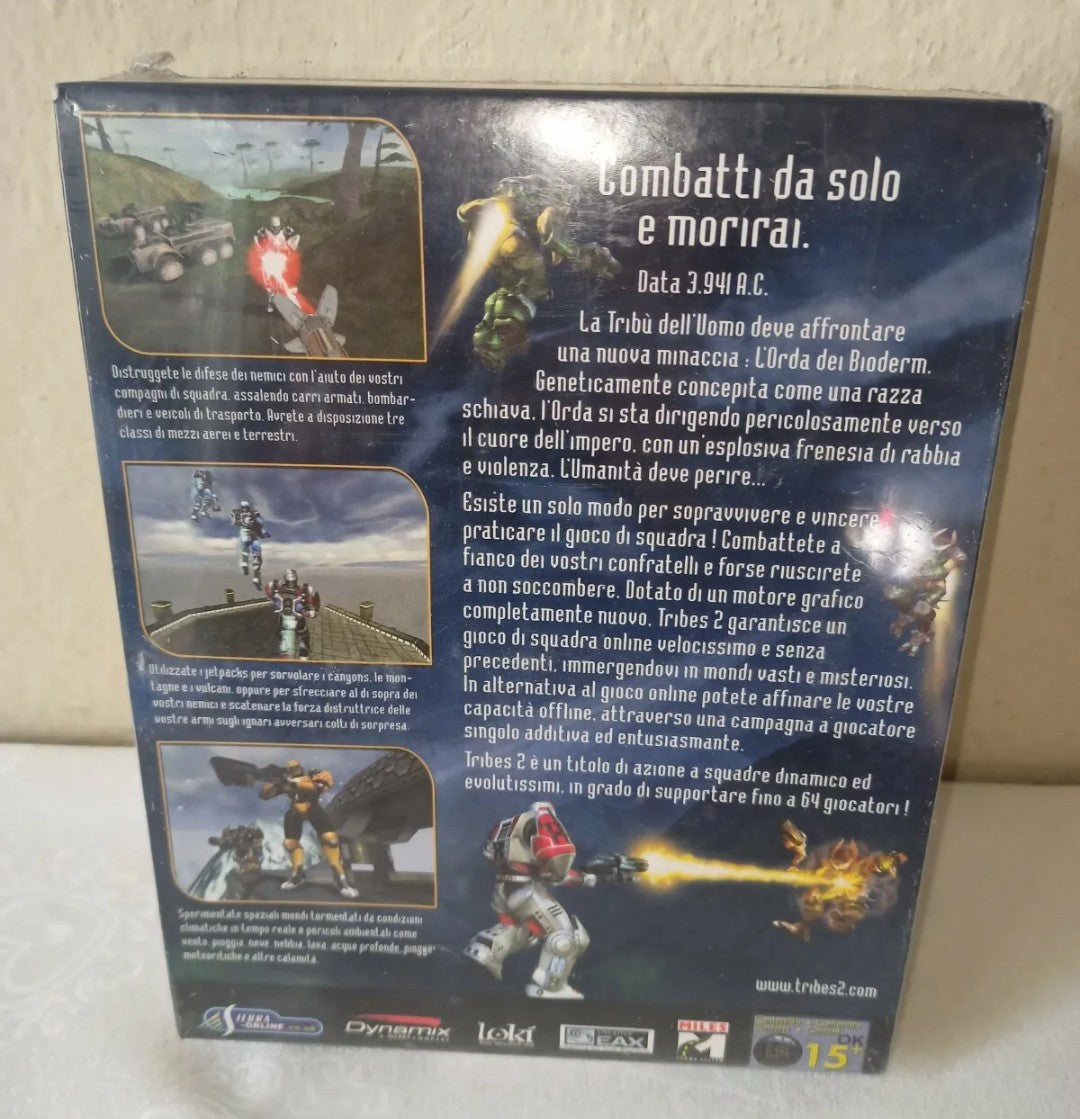 Combatti da solo
e morirai.
Data 3.941 A.C.
La Tribù dell'Uomo deve affrontare
una nuova minaccia : L'Orda dei Bioderm.
Geneticamente concepita come una razza
schiava, l'Orda si sta dirigendo pericolosamente verso
il cuore dell'impero, con un'esplosiva frenesia di rabbia
e violenza. L'Umanità deve perire...
Esiste un solo modo per sopravvivere e vincere
praticare il gioco di squadra ! Combattete a
fianco dei vostri confratelli e forse riuscirete
a non soccombere. Dotato di un motore grafico
completamente nuovo, Tribes 2 garantisce un
gioco di squadra online velocissimo e senza
precedenti, immergendovi in mondi vasti e misteriosi.
In alternativa al gioco online potete affinare le vostre
capacità offline, attraverso una campagna a giocatore
singolo additiva ed entusiasmante.
Tribes 2 è un titolo di azione a squadre dinamico ed
evolutissimi, in grado di supportare fino a 64 giocatori !
Distruggete le difese dei nemici con l'aiuto dei vostri
compagni di squadra, assalendo carri armati, bombar-
dieri e veicoli di trasporto. Avrete a disposizione tre
classi di mezzi aerei e terrestri.
Utilizzate i jetpacks per sorvolare i canyons, le mon-
tagne e i vulcani, oppure per sfrecciare al di sopra dei
vostri nemici e scatenare la forza distruttrice delle
vostre armi sugli ignari avversari colti di sorpresa.
Sperimentate spaziali mondi tormentati da condizioni
climatiche in tempo reale e pericoli ambientali come
vento, pioggia, neve, nebbia, lava, acque profonde, piogge
meteoritiche e altre calamità.
www.tribes2.com
SIERRA
ONLINE.co.uk
Dynamix
Loki
EAX
MILES
OK
15+